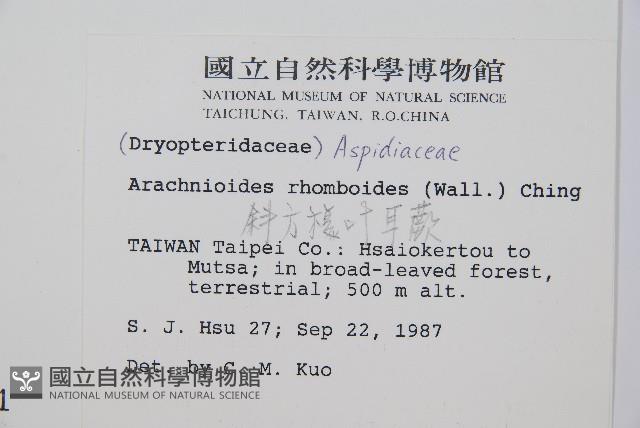 國立自然科學博物館
NATIONAL MUSEUM OF NATURAL SCIENCE
TAICHUNG, TAIWAN, R.O.CHINA
(Dryopteridaceae) Aspidiaceae
Arachnioides rhomboides (Wall.) Ching
斜方複叶耳蕨
TAIWAN Taipei Co.: Hsaiokertou to
Mutsa; in broad-leaved forest,
terrestrial; 500 m alt.
S. J. Hsu 27; Sep 22, 1987
Det. by C. M. Kuo
國立自然科學博物館
NATIONAL MUSEUM OF NATURAL SCIENCE
1